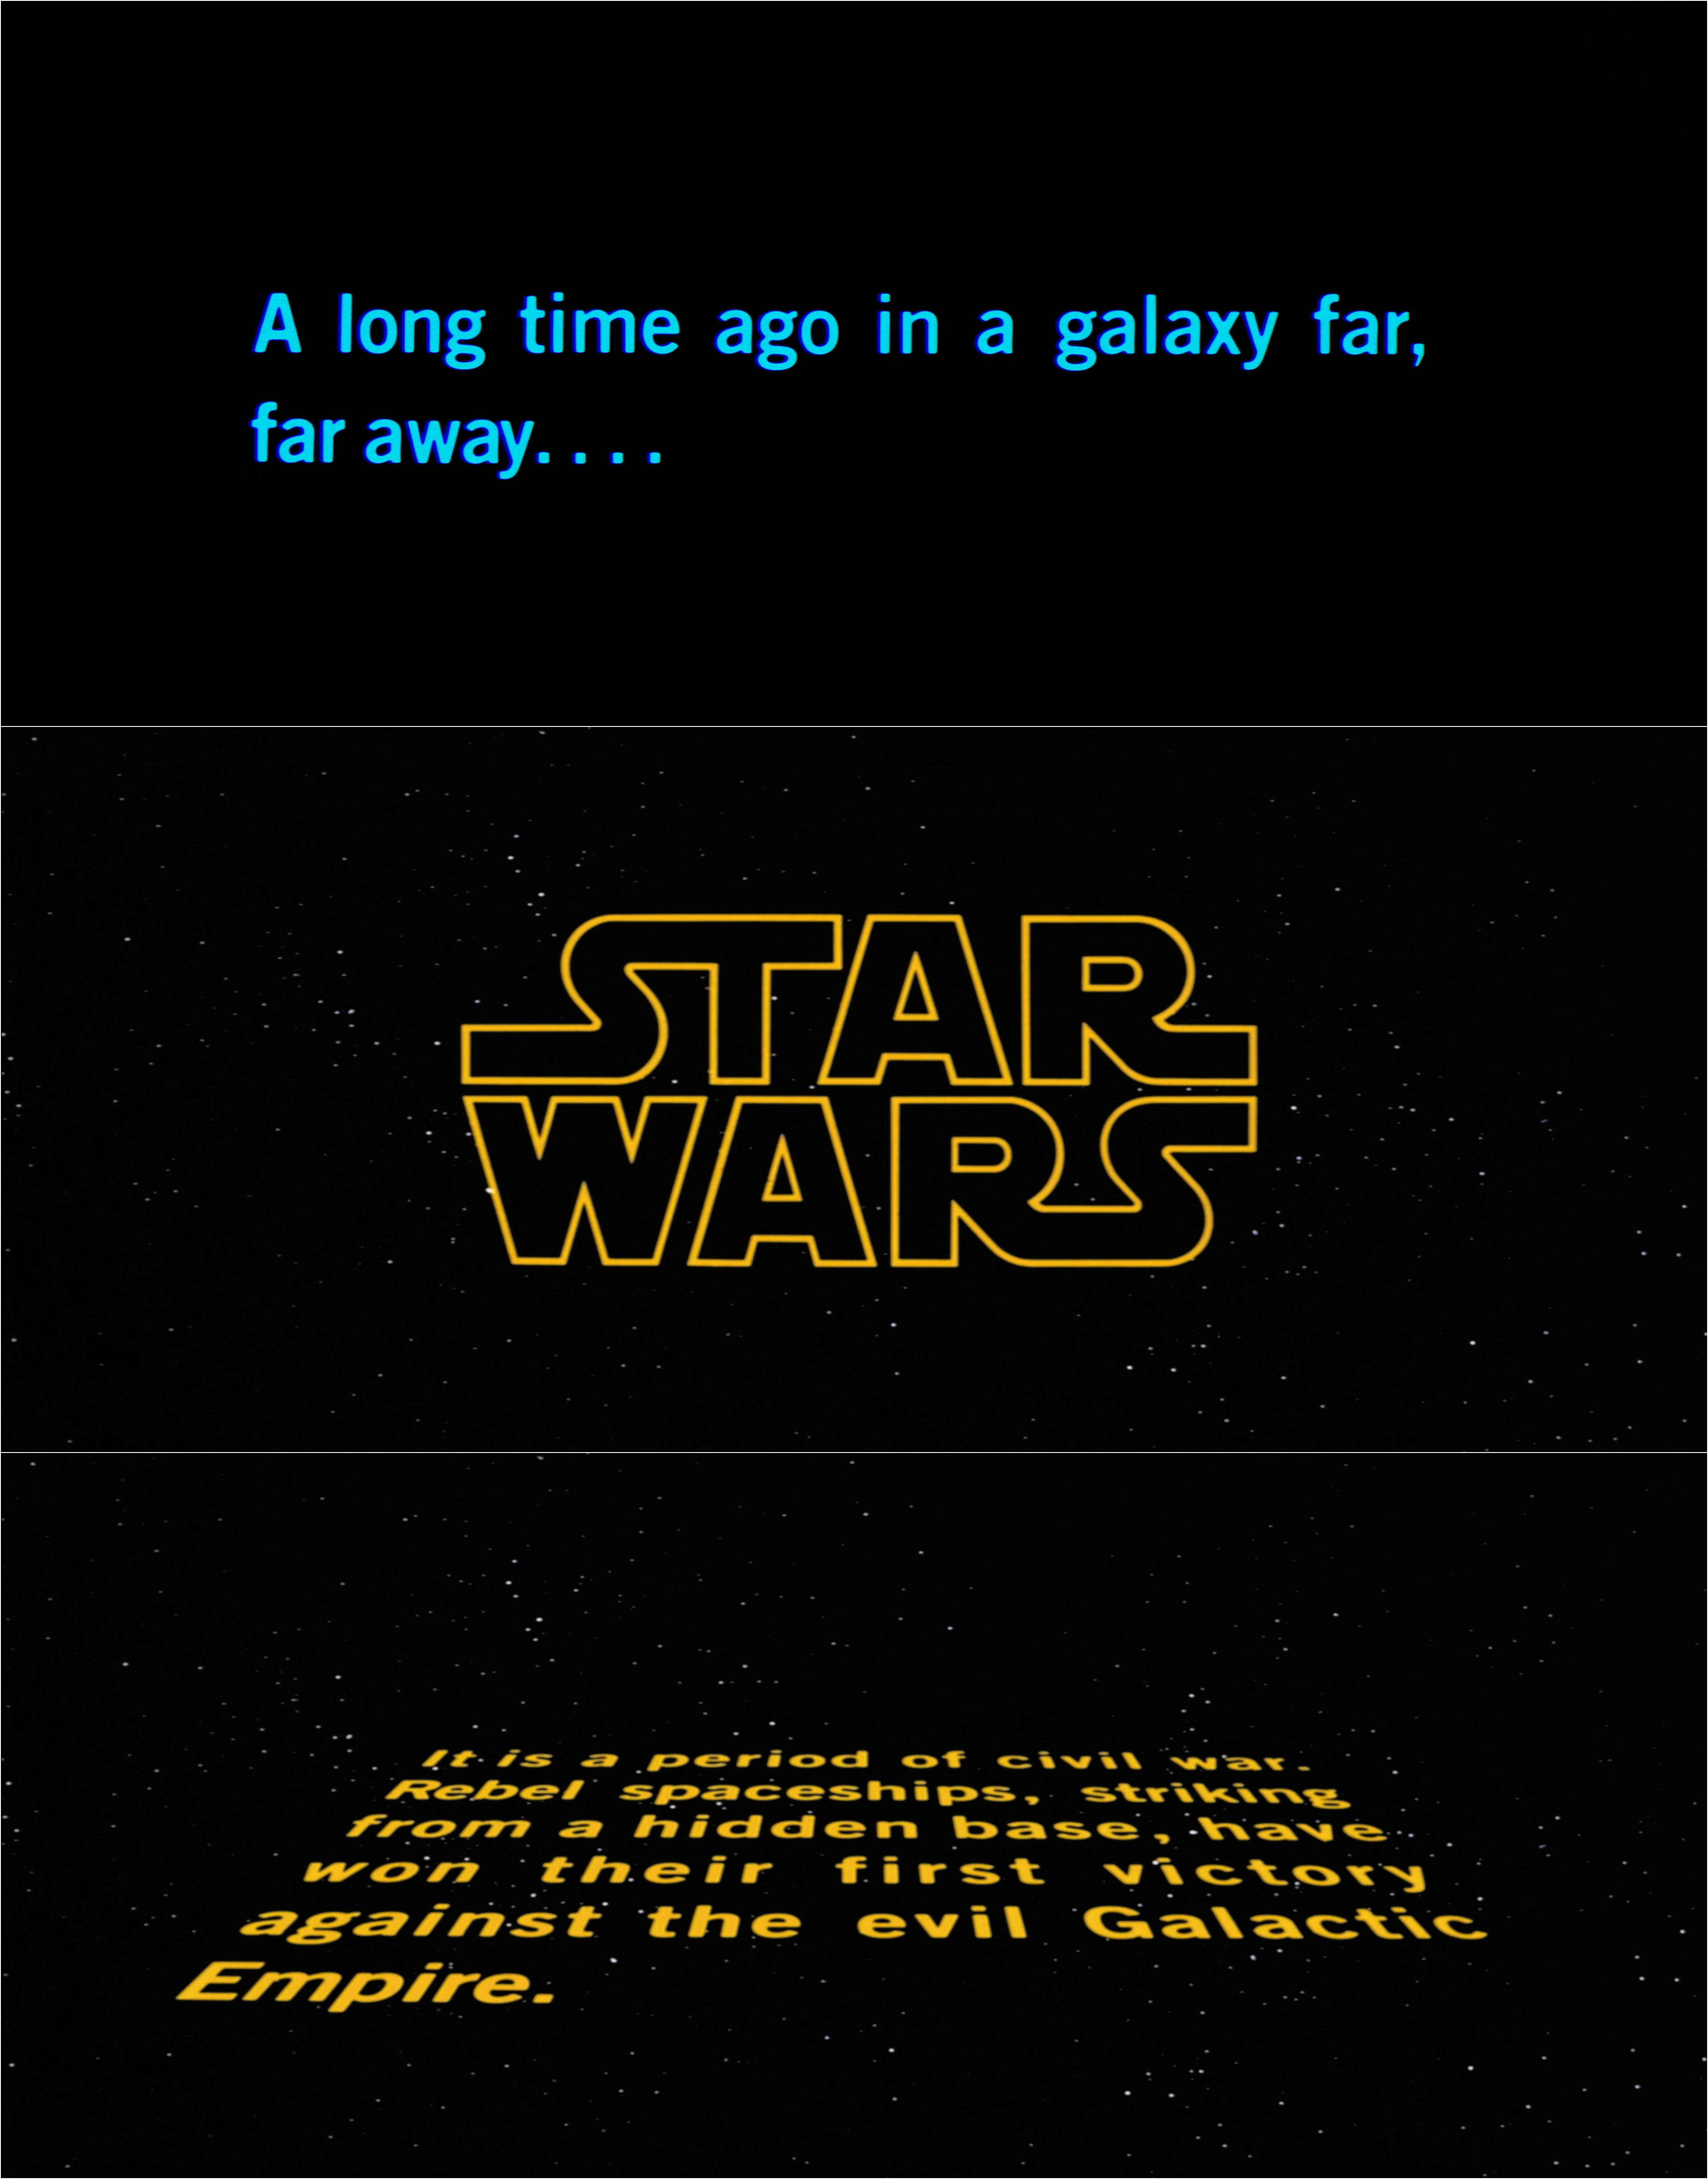 A long time ago in a galaxy far,
far away. . . .
STAR
WARS
It is a period of civil war.
Rebel spaceships, striking
from a hidden base, have
won their first victory
against the evil Galactic
Empire.